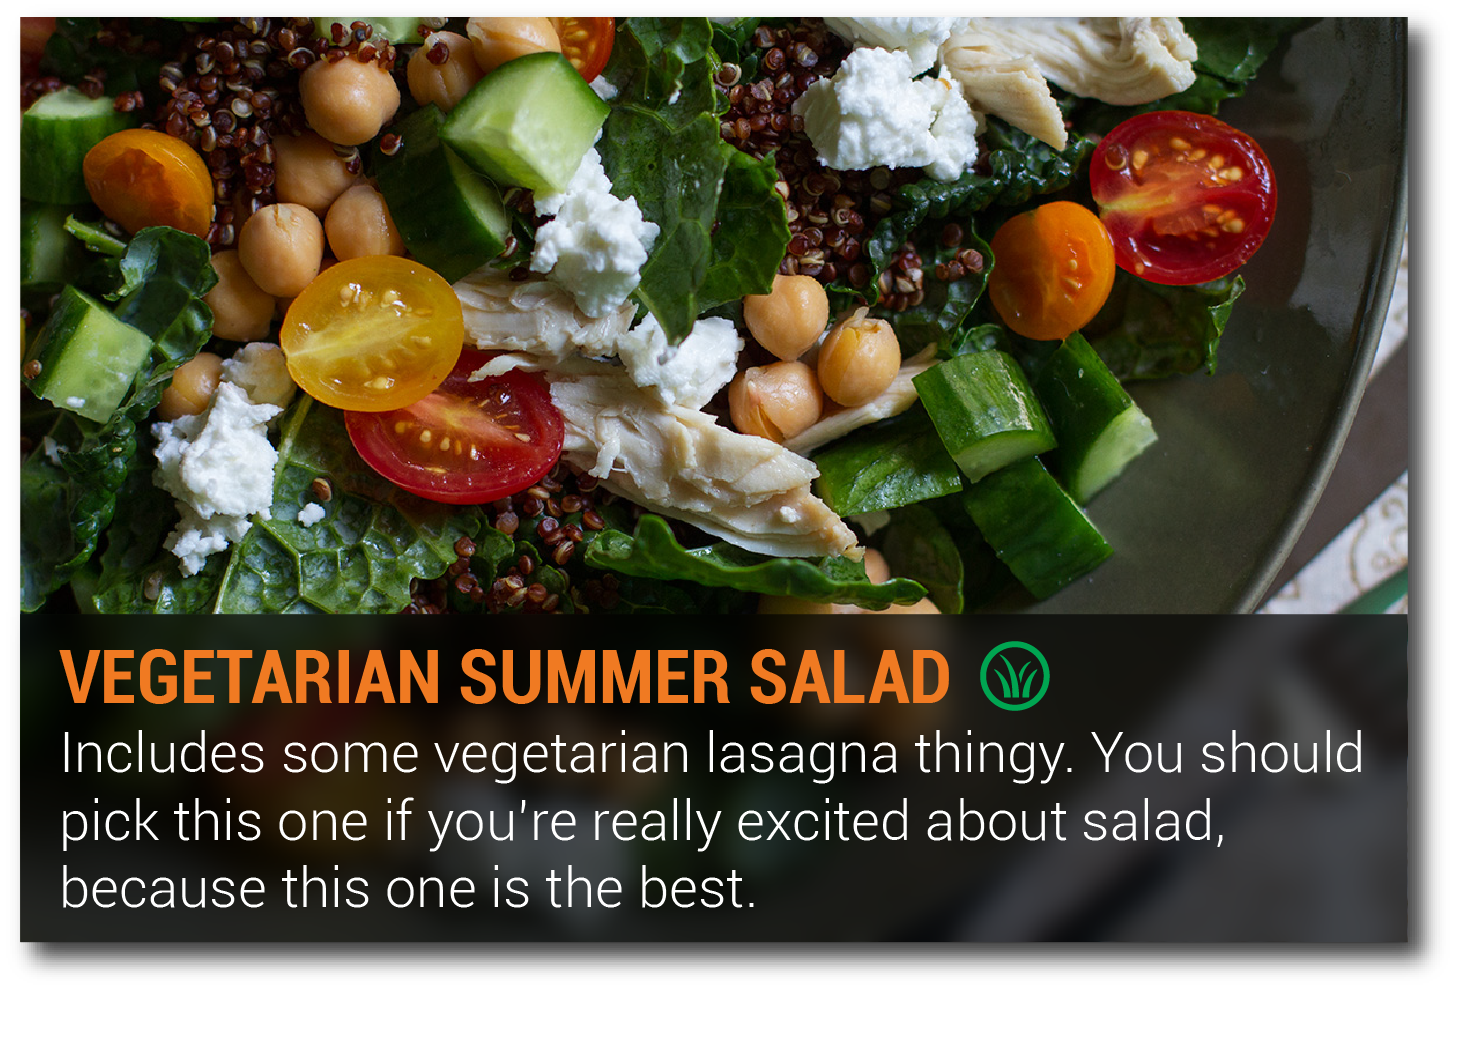 VEGETARIAN SUMMER SALAD
Includes some vegetarian lasagna thingy. You should
pick this one if you're really excited about salad,
because this one is the best.